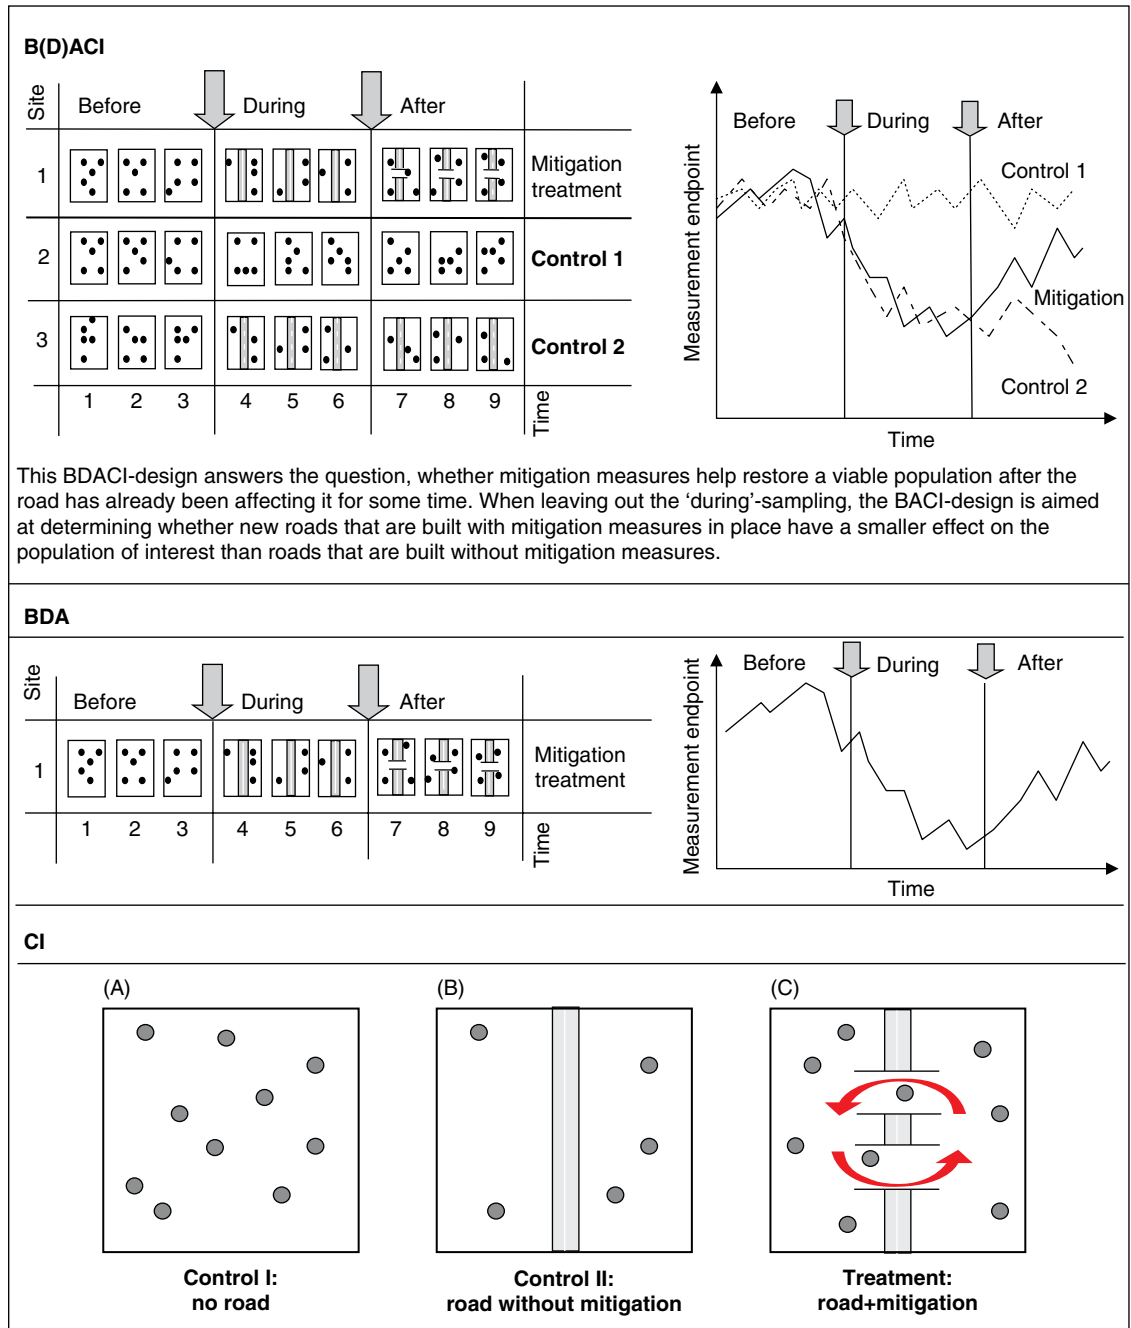 B(D)ACI
Site
Before
During
After
1
Mitigation
treatment
2
Control 1
3
Control 2
1 2 3 4 5 6 7 8 9
Time
Measurement endpoint
Before
During
After
Control 1
Mitigation
Control 2
Time
This BDACI-design answers the question, whether mitigation measures help restore a viable population after the
road has already been affecting it for some time. When leaving out the ‘during’-sampling, the BACI-design is aimed
at determining whether new roads that are built with mitigation measures in place have a smaller effect on the
population of interest than roads that are built without mitigation measures.
BDA
Site
Before
During
After
1
Mitigation
treatment
1 2 3 4 5 6 7 8 9
Time
Measurement endpoint
Before
During
After
Time
CI
(A)
(B)
(C)
Control I:
no road
Control II:
road without mitigation
Treatment:
road+mitigation